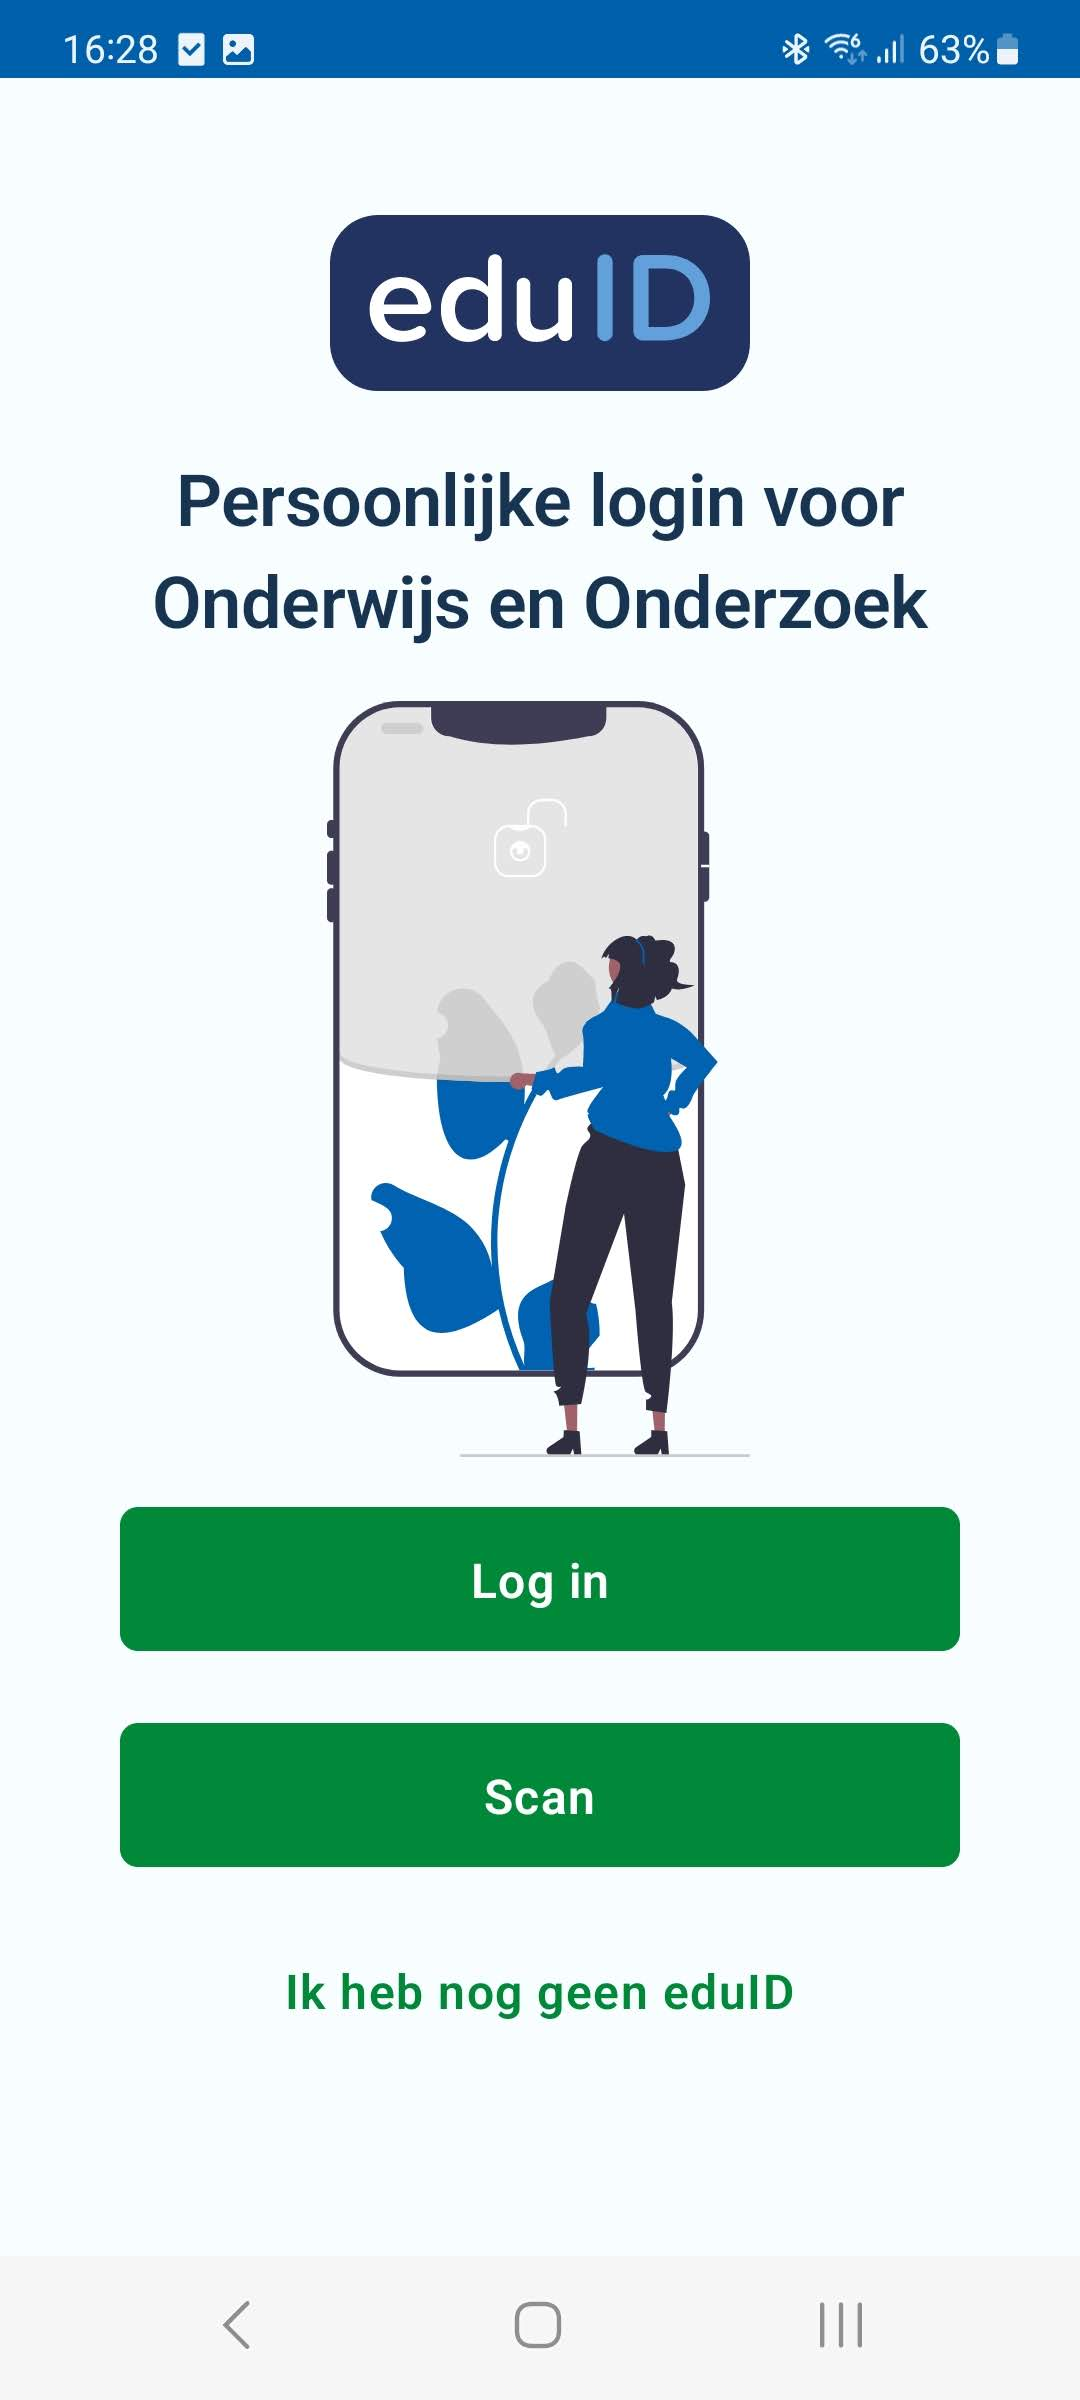 16:28
63%
eduID
Persoonlijke login voor
Onderwijs en Onderzoek
Log in
Scan
Ik heb nog geen eduID